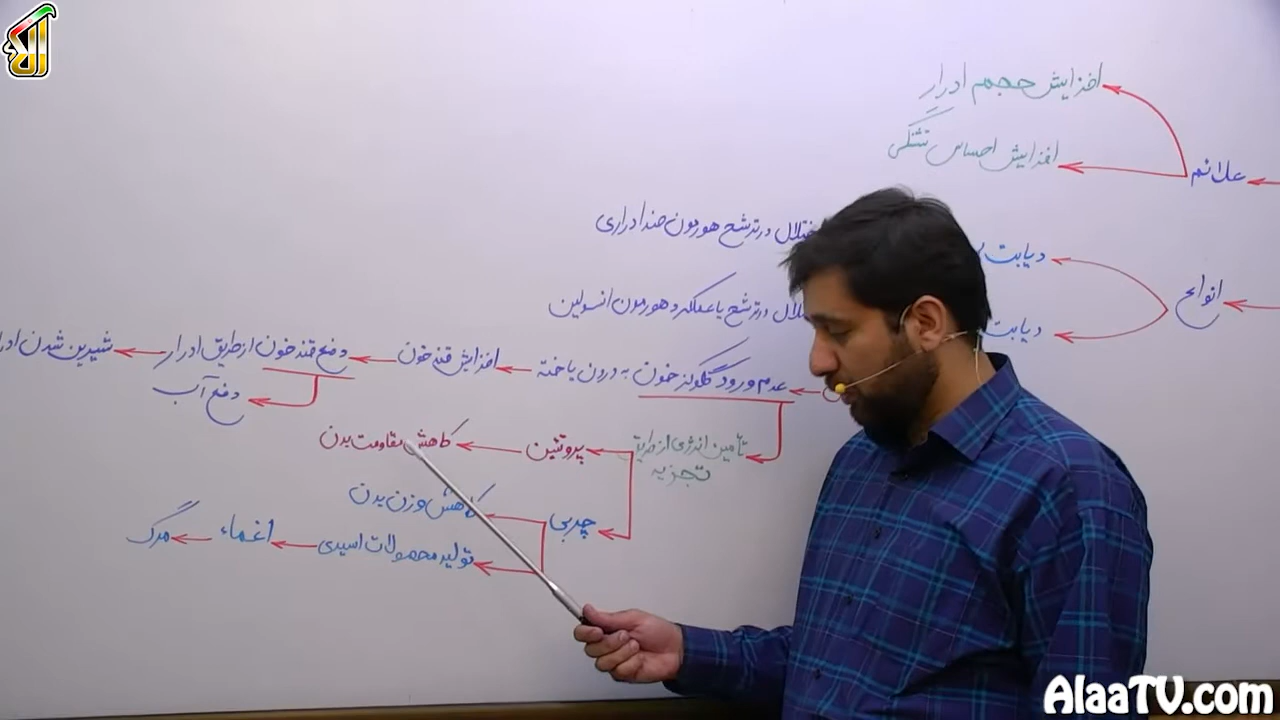 افزایش حجم ادرار
افزایش احساس تشنگی
علائم
اختلال در ترشح هورمون ضد ادراری
دیابت
انواع
اختلال در ترشح یا عملکرد هورمون انسولین
دیابت
عدم ورود گلوکز خون به درون یاخته
افزایش قند خون
دفع قند خون از طریق ادرار
شیرین شدن
دفع آب
تأمین انرژی از طریق
تجزیه
پروتئین
کاهش مقاومت بدن
چربی
کاهش وزن بدن
تولید محصولات اسیدی
اغماء
مرگ
AlaaTV.com